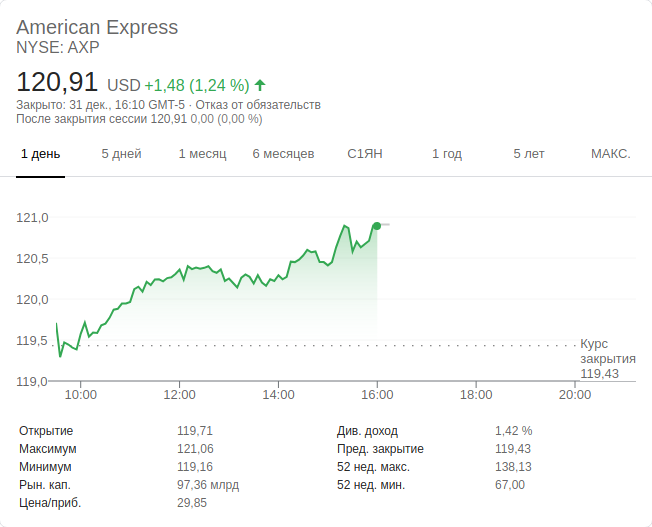 American Express
NYSE: AXP
120,91 USD +1,48 (1,24 %)
Закрыто: 31 дек., 16:10 GMT-5 · Отказ от обязательств
После закрытия сессии 120,91 0,00 (0,00 %)
1 день 5 дней 1 месяц 6 месяцев С1ЯН 1 год 5 лет МАКС.
121,0
120,5
120,0
119,5
Курс
закрытия
119,43
119,0
10:00 12:00 14:00 16:00 18:00 20:00
Открытие 119,71 Див. доход 1,42 %
Максимум 121,06 Пред. закрытие 119,43
Минимум 119,16 52 нед. макс. 138,13
Рын. кап. 97,36 млрд 52 нед. мин. 67,00
Цена/приб. 29,85